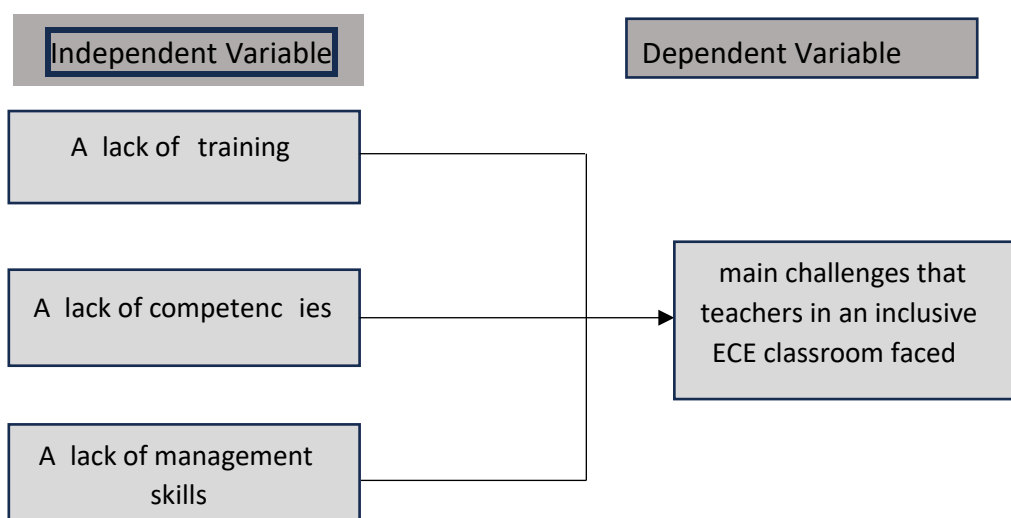 Independent Variable
Dependent Variable
A lack of training
A lack of competenc ies
A lack of management
skills
main challenges that
teachers in an inclusive
ECE classroom faced